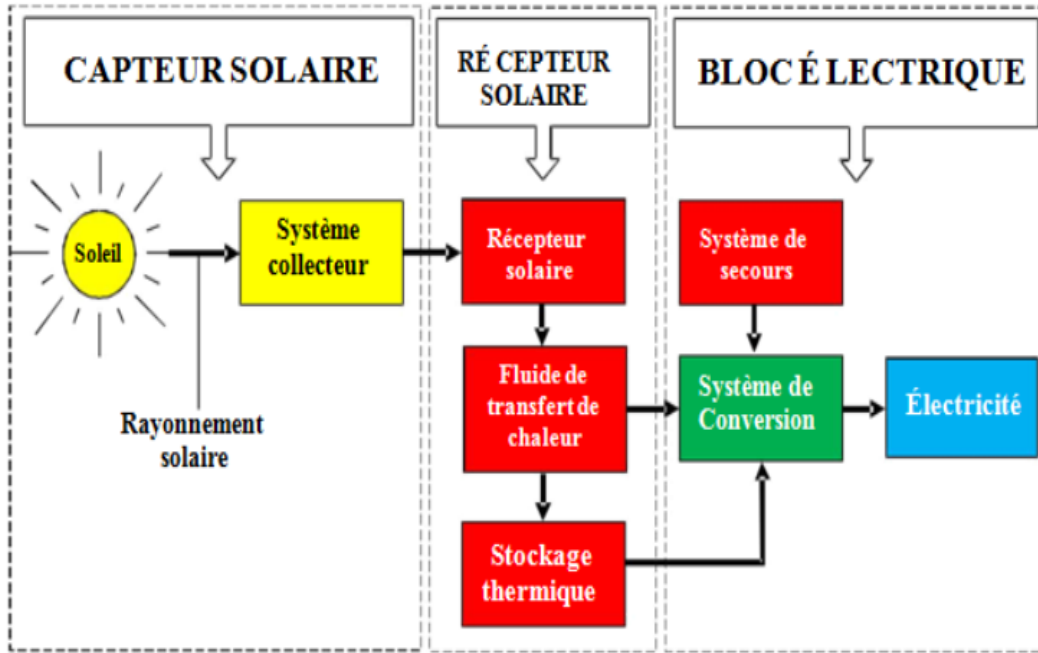 CAPTEUR SOLAIRE
RÉ CEPTEUR
SOLAIRE
BLOC É LECTRIQUE
Soleil
Système
collecteur
Récepteur
solaire
Système de
secours
Rayonnement
solaire
Fluide de
transfert de
chaleur
Système de
Conversion
Électricité
Stockage
thermique